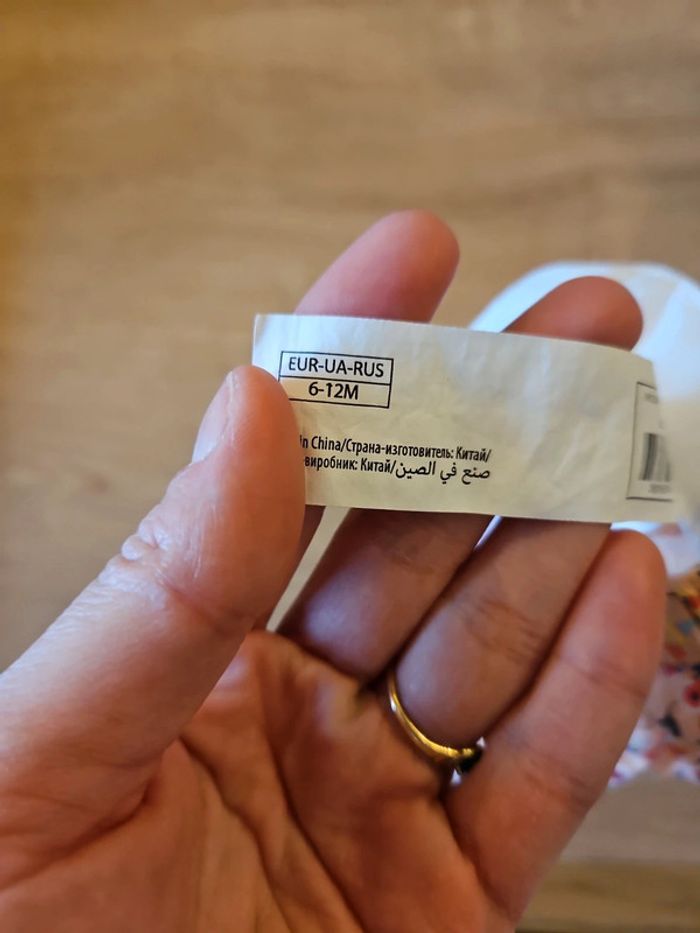 EUR-UA-RUS
6-12M
in China/Страна-изготовитель: Китай/
-виробник: Китай/صنع في الصين